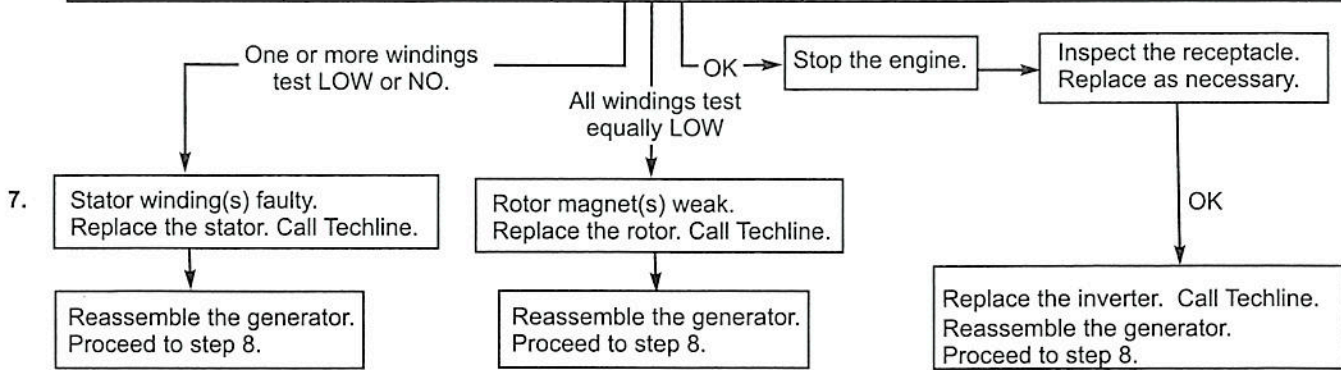 One or more windings
test LOW or NO.
All windings test
equally LOW
OK
Stop the engine.
Inspect the receptacle.
Replace as necessary.
OK
7.
Stator winding(s) faulty.
Replace the stator. Call Techline.
Rotor magnet(s) weak.
Replace the rotor. Call Techline.
Reassemble the generator.
Proceed to step 8.
Reassemble the generator.
Proceed to step 8.
Replace the inverter. Call Techline.
Reassemble the generator.
Proceed to step 8.